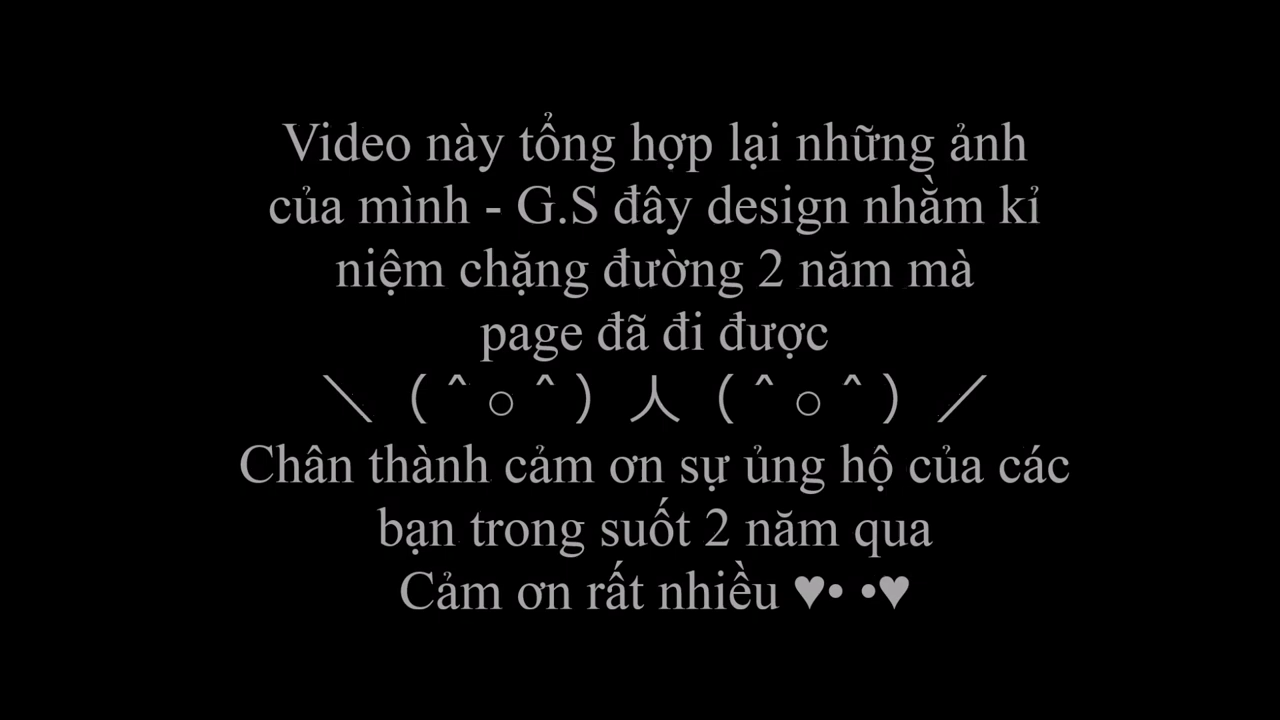 Video này tổng hợp lại những ảnh
của mình - G.S đây design nhằm kỉ
niệm chặng đường 2 năm mà
page đã đi được
＼（＾○＾）人（＾○＾）／
Chân thành cảm ơn sự ủng hộ của các
bạn trong suốt 2 năm qua
Cảm ơn rất nhiều ♥• •♥